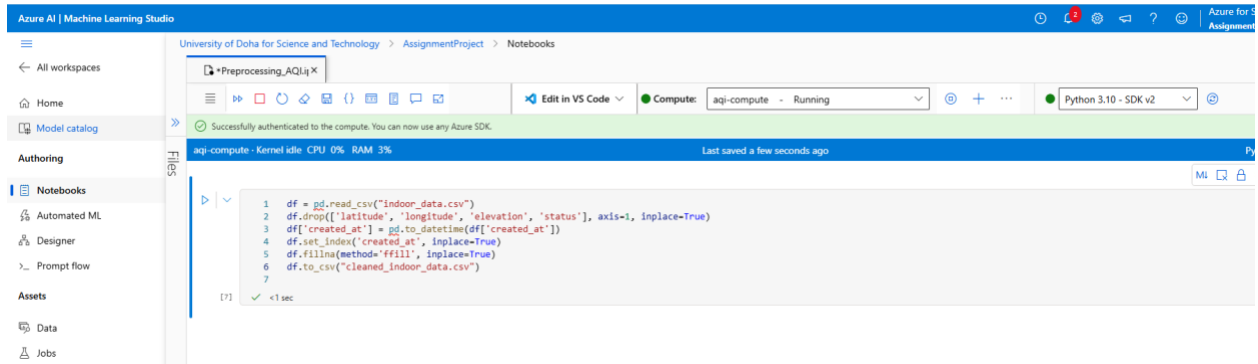 Azure AI | Machine Learning Studio
2
Azure for S
Assignment
University of Doha for Science and Technology > AssignmentProject > Notebooks
All workspaces
Home
Model catalog
Authoring
Notebooks
Automated ML
Designer
Prompt flow
Assets
Data
Jobs
Files
*Preprocessing_AQI.ip
Edit in VS Code
Compute: aqi-compute - Running
Python 3.10 - SDK v2
Successfully authenticated to the compute. You can now use any Azure SDK.
aqi-compute - Kernel idle CPU 0% RAM 3%
Last saved a few seconds ago
Py
M↓
1 df = pd.read_csv("indoor_data.csv")
2 df.drop(['latitude', 'longitude', 'elevation', 'status'], axis=1, inplace=True)
3 df['created_at'] = pd.to_datetime(df['created_at'])
4 df.set_index('created_at', inplace=True)
5 df.fillna(method='ffill', inplace=True)
6 df.to_csv("cleaned_indoor_data.csv")
7
[7] <1 sec